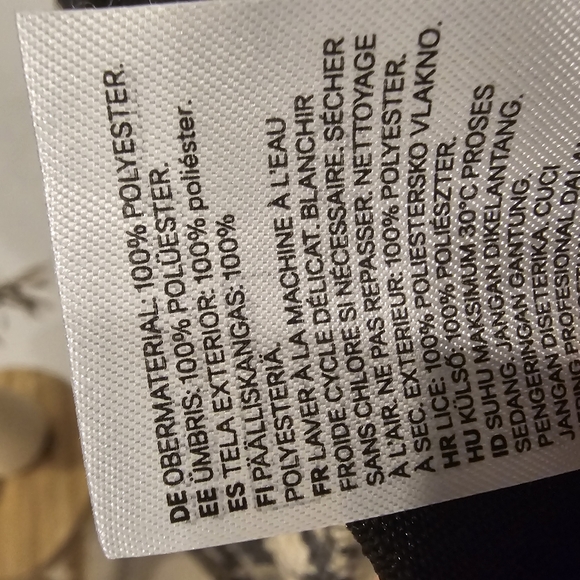 DE OBERMATERIAL: 100% POLYESTER.
EE ÜMBRIS: 100% POLÜESTER.
ES TELA EXTERIOR: 100% poliéster.
FI PÄÄLLISKANGAS: 100%
POLYESTERIÄ.
FR LAVER À LA MACHINE À L'EAU
FROIDE CYCLE DÉLICAT. BLANCHIR
SANS CHLORE SI NÉCESSAIRE. SÉCHER
À L'AIR. NE PAS REPASSER. NETTOYAGE
A SEC. EXTERIEUR: 100% POLYESTER.
HR LICE: 100% POLIESTERSKO VLAKNO.
HU KÜLSŐ: 100% POLIÉSZTER.
ID SUHU MAKSIMUM 30°C PROSES
SEDANG. JANGAN DIKELANTANG.
PENGERINGAN GANTUNG.
JANGAN DISETERIKA. CUCI
PROFESIONAL